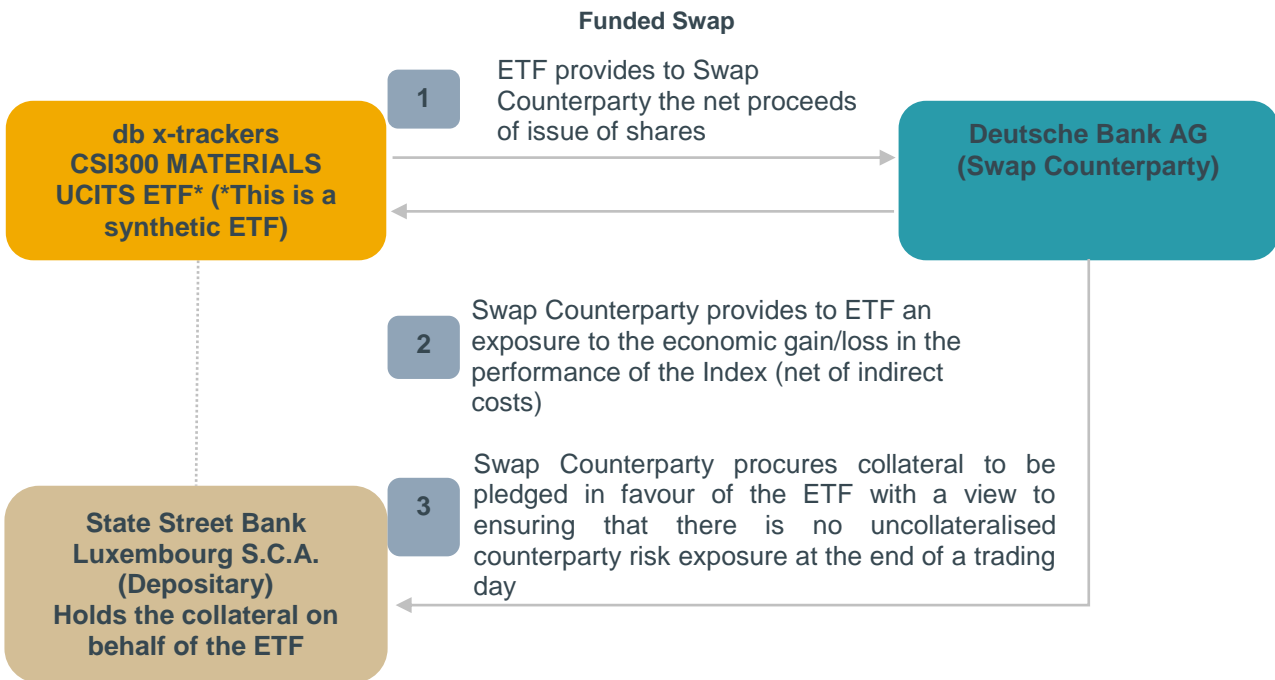 Funded Swap
1
ETF provides to Swap
Counterparty the net proceeds
of issue of shares
db x-trackers
CSI300 MATERIALS
UCITS ETF* (*This is a
synthetic ETF)
Deutsche Bank AG
(Swap Counterparty)
2
Swap Counterparty provides to ETF an
exposure to the economic gain/loss in the
performance of the Index (net of indirect
costs)
3
Swap Counterparty procures collateral to be
pledged in favour of the ETF with a view to
ensuring that there is no uncollateralised
counterparty risk exposure at the end of a trading
day
State Street Bank
Luxembourg S.C.A.
(Depositary)
Holds the collateral on
behalf of the ETF